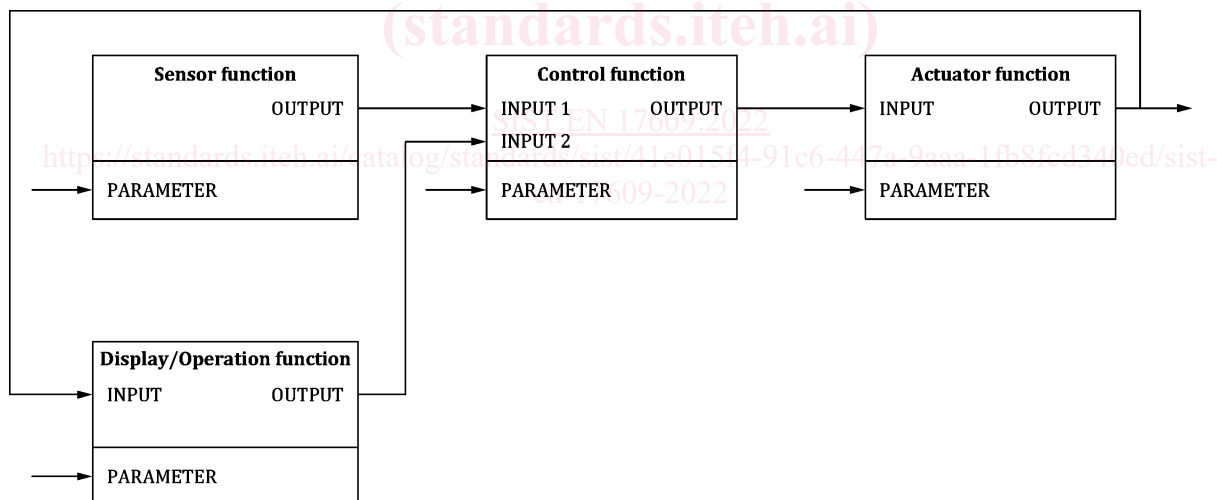 (standards.iteh.ai)
Sensor function
OUTPUT
PARAMETER
Control function
INPUT 1 OUTPUT
INPUT 2
PARAMETER
Actuator function
INPUT OUTPUT
PARAMETER
SIST EN 17609:2022
https://standards.iteh.ai/catalog/standards/sist/41e015f4-91c6-447a-9aaa-1fb8fcd349ed/sist-
en-17609-2022
Display/Operation function
INPUT OUTPUT
PARAMETER